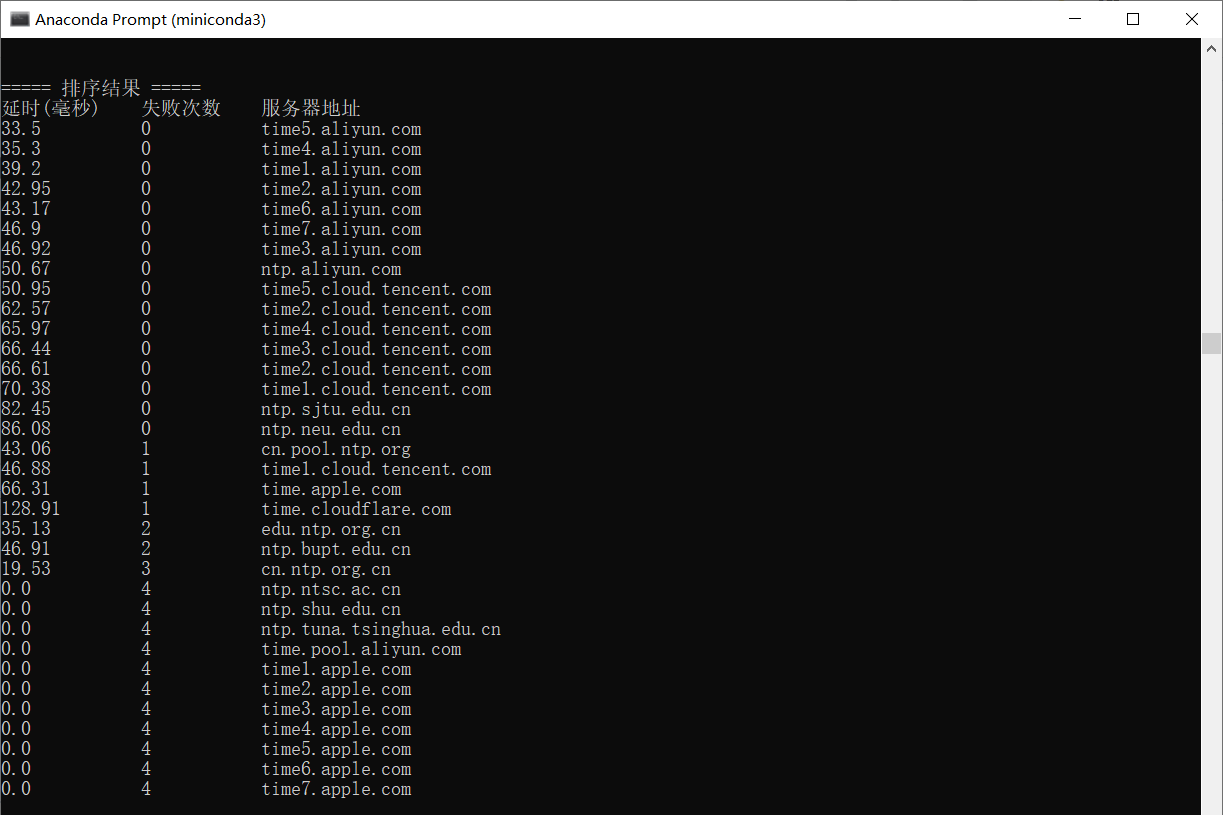 Anaconda Prompt (miniconda3)
===== 排序结果 =====
延时(毫秒) 失败次数 服务器地址
33.5 0 time5.aliyun.com
35.3 0 time4.aliyun.com
39.2 0 time1.aliyun.com
42.95 0 time2.aliyun.com
43.17 0 time6.aliyun.com
46.9 0 time7.aliyun.com
46.92 0 time3.aliyun.com
50.67 0 ntp.aliyun.com
50.95 0 time5.cloud.tencent.com
62.57 0 time2.cloud.tencent.com
65.97 0 time4.cloud.tencent.com
66.44 0 time3.cloud.tencent.com
66.61 0 time2.cloud.tencent.com
70.38 0 time1.cloud.tencent.com
82.45 0 ntp.sjtu.edu.cn
86.08 0 ntp.neu.edu.cn
43.06 1 cn.pool.ntp.org
46.88 1 time1.cloud.tencent.com
66.31 1 time.apple.com
128.91 1 time.cloudflare.com
35.13 2 edu.ntp.org.cn
46.91 2 ntp.bupt.edu.cn
19.53 3 cn.ntp.org.cn
0.0 4 ntp.ntsc.ac.cn
0.0 4 ntp.shu.edu.cn
0.0 4 ntp.tuna.tsinghua.edu.cn
0.0 4 time.pool.aliyun.com
0.0 4 time1.apple.com
0.0 4 time2.apple.com
0.0 4 time3.apple.com
0.0 4 time4.apple.com
0.0 4 time5.apple.com
0.0 4 time6.apple.com
0.0 4 time7.apple.com